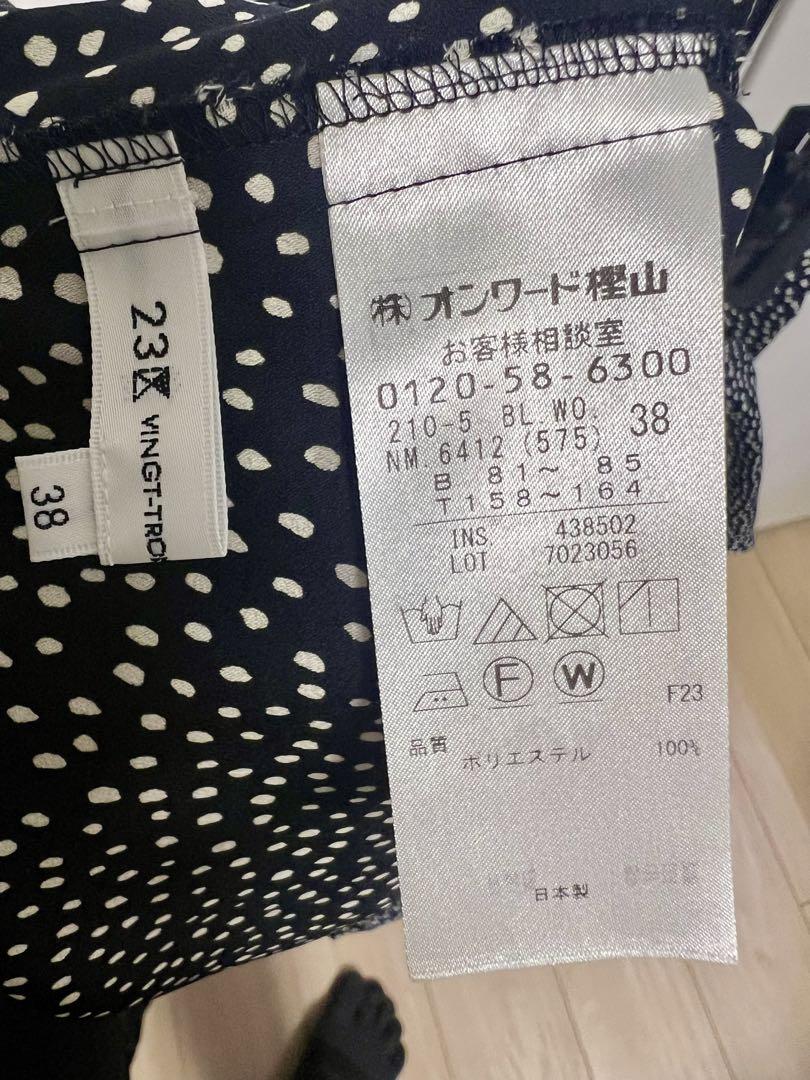 ㈱オンワード樫山
お客様相談室
0120-58-6300
210-5 BL.WO. 38
NM.6412 (575)
B 81～ 85
T158～164
INS. 438502
LOT 7023056
F W
F23
品質 ポリエステル 100%
日本製
23区 VINGT-TROI
38